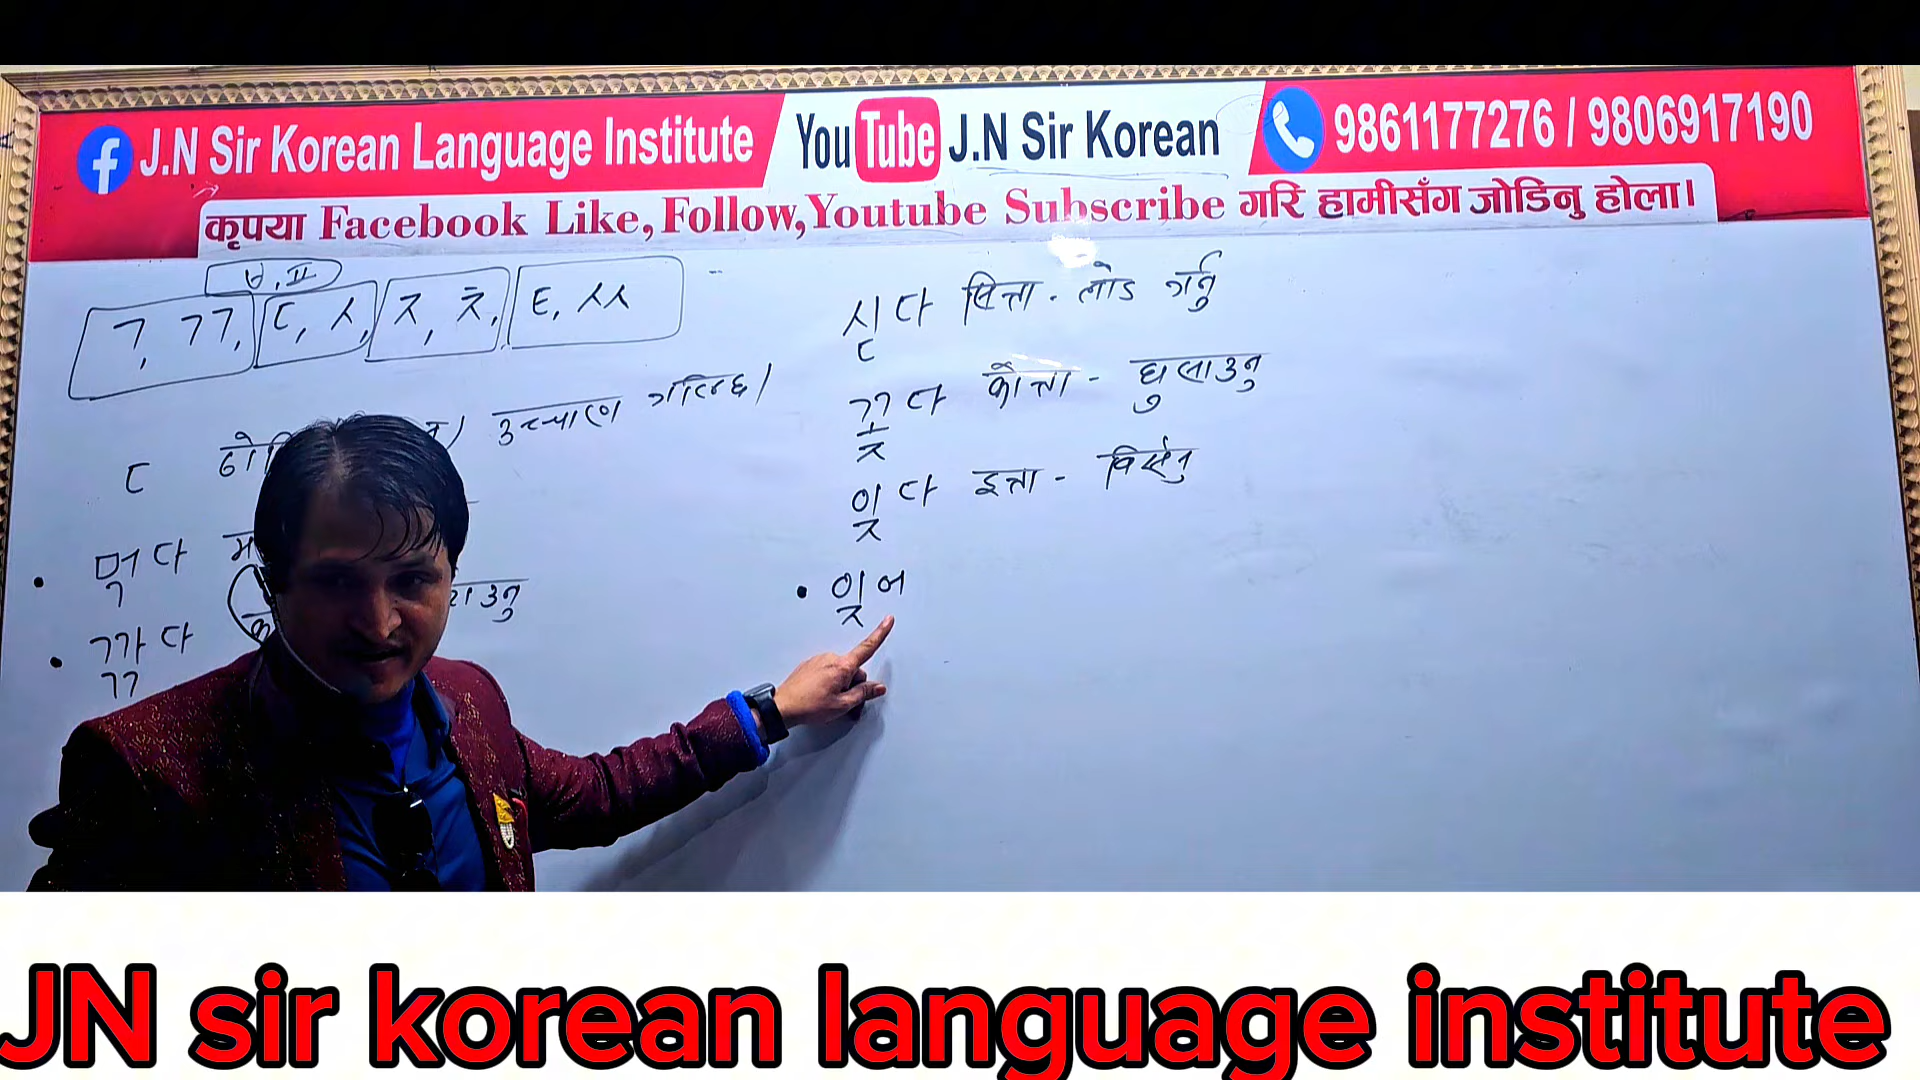 J.N Sir Korean Language Institute YouTube J.N Sir Korean 9861177276 / 9806917190
कृपया Facebook Like, Follow, Youtube Subscribe गरि हामीसँग जोडिनु होला।
ㅂ, ㅍ
ㄱ, ㄲ, ㄷ, ㅅ, ㅈ, ㅊ, ㅌ, ㅆ
ㄷ उच्चारण गरिन्छ।
먹다
깎다
싣다 सित्ता - लोड गर्नु
꽂다 कोत्ता - घुसाउनु
잊다 इत्ता - बिर्सनु
• 잊어
JN sir korean language institute